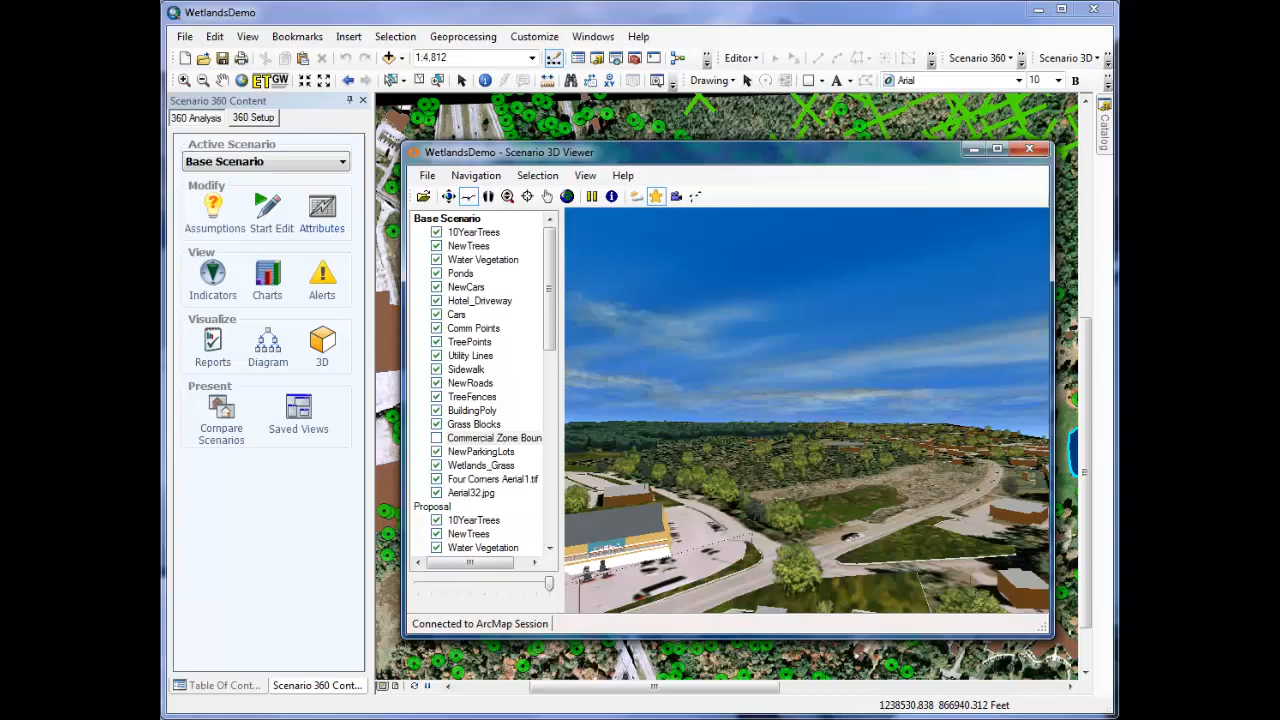 WetlandsDemo
File Edit View Bookmarks Insert Selection Geoprocessing Customize Windows Help
1:4,812 Editor Scenario 360 Scenario 3D
ET GW Drawing A Arial 10 B
Scenario 360 Content
360 Analysis 360 Setup
Active Scenario
Base Scenario
Modify
Assumptions Start Edit Attributes
View
Indicators Charts Alerts
Visualize
Reports Diagram 3D
Present
Compare Scenarios Saved Views
Table Of Cont... Scenario 360 Cont...
Catalog
WetlandsDemo - Scenario 3D Viewer
File Navigation Selection View Help
Base Scenario
10YearTrees
NewTrees
Water Vegetation
Ponds
NewCars
Hotel_Driveway
Cars
Comm Points
TreePoints
Utility Lines
Sidewalk
NewRoads
TreeFences
BuildingPoly
Grass Blocks
Commercial Zone Boun
NewParkingLots
Wetlands_Grass
Four Corners Aerial1.tif
Aerial32.jpg
Proposal
10YearTrees
NewTrees
Water Vegetation
Connected to ArcMap Session
1238530.838 866940.312 Feet